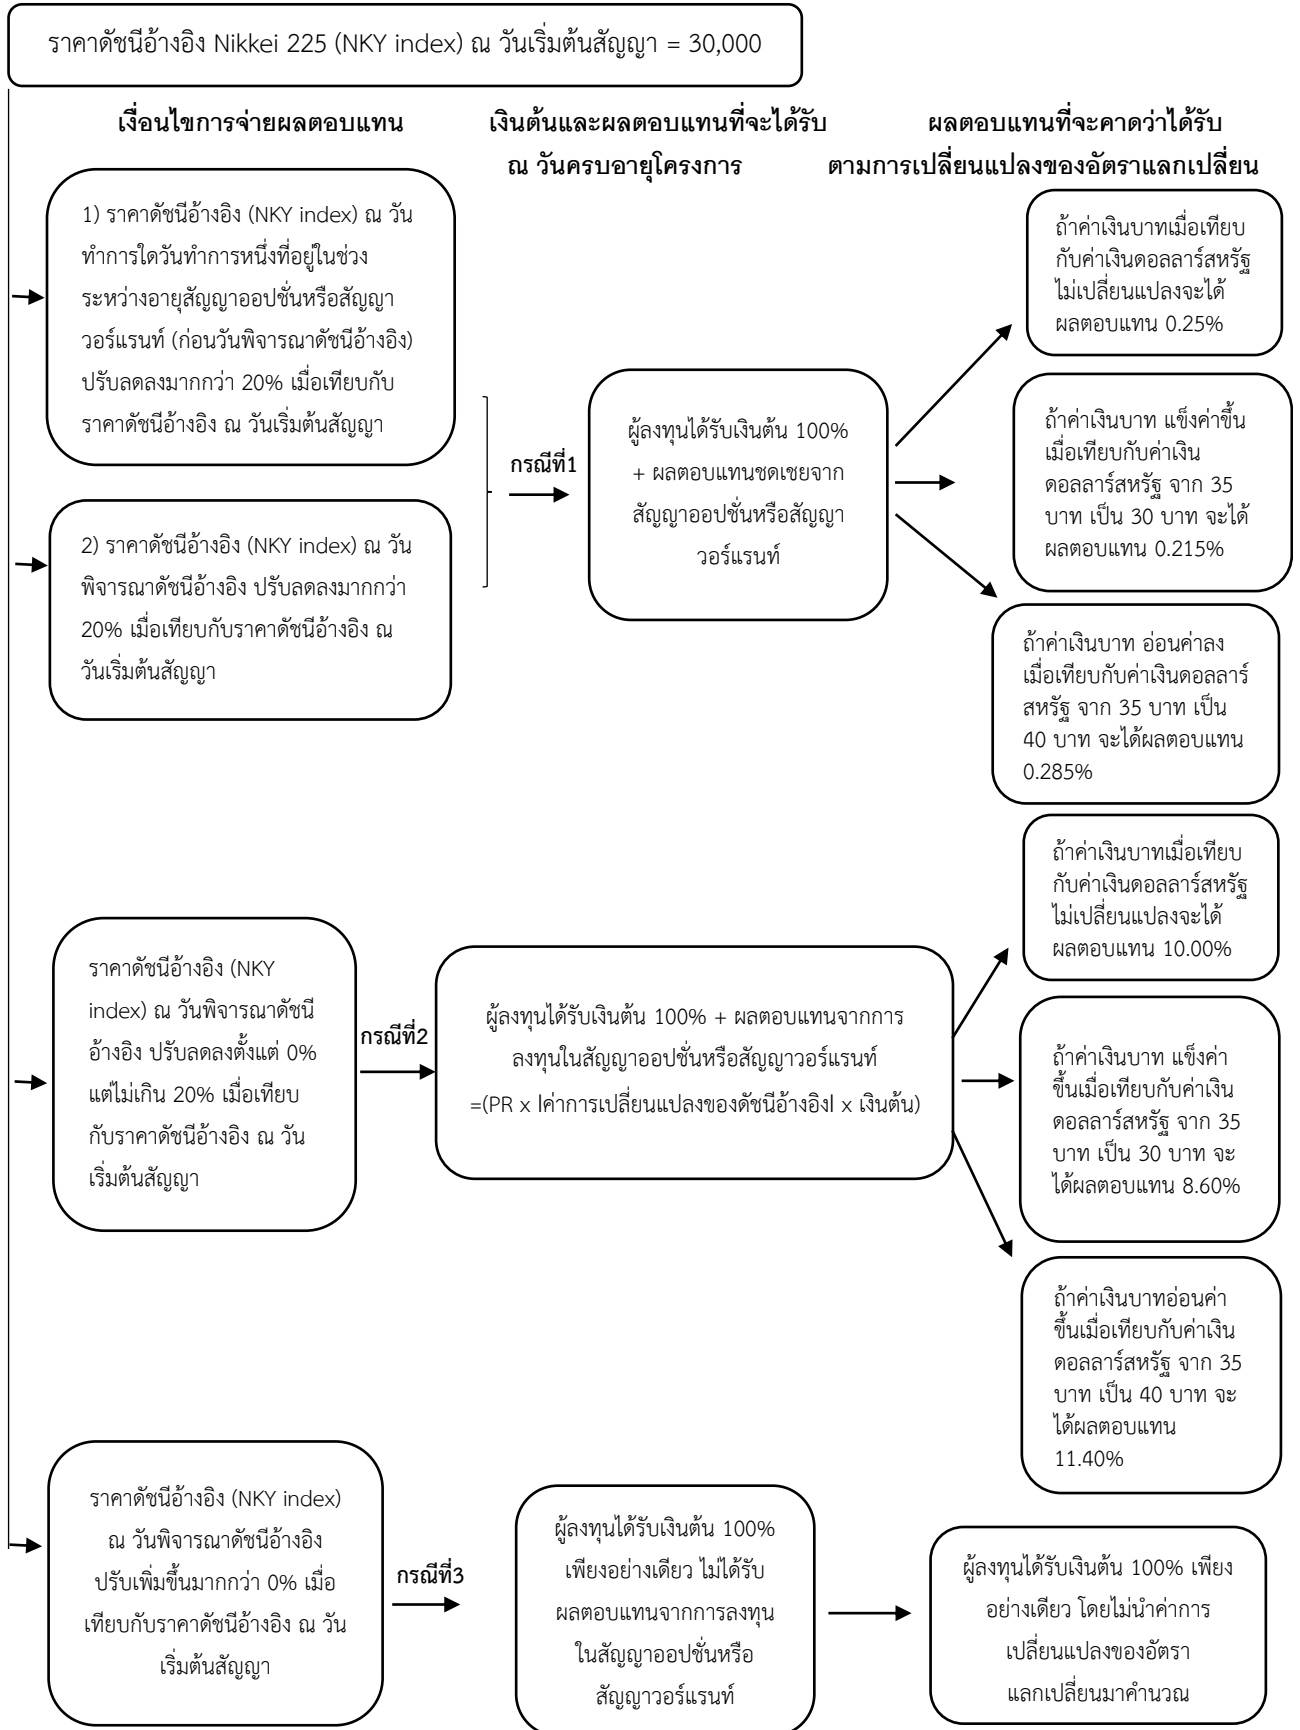 ราคาดัชนีอ้างอิง Nikkei 225 (NKY index) ณ วันเริ่มต้นสัญญา = 30,000
เงื่อนไขการจ่ายผลตอบแทน
เงินต้นและผลตอบแทนที่จะได้รับ
ณ วันครบอายุโครงการ
ผลตอบแทนที่จะคาดว่าได้รับ
ตามการเปลี่ยนแปลงของอัตราแลกเปลี่ยน
1) ราคาดัชนีอ้างอิง (NKY index) ณ วัน
ทำการใดวันทำการหนึ่งที่อยู่ในช่วง
ระหว่างอายุสัญญาออปชั่นหรือสัญญา
วอร์แรนท์ (ก่อนวันพิจารณาดัชนีอ้างอิง)
ปรับลดลงมากกว่า 20% เมื่อเทียบกับ
ราคาดัชนีอ้างอิง ณ วันเริ่มต้นสัญญา
2) ราคาดัชนีอ้างอิง (NKY index) ณ วัน
พิจารณาดัชนีอ้างอิง ปรับลดลงมากกว่า
20% เมื่อเทียบกับราคาดัชนีอ้างอิง ณ
วันเริ่มต้นสัญญา
กรณีที่1
ผู้ลงทุนได้รับเงินต้น 100%
+ ผลตอบแทนชดเชยจาก
สัญญาออปชั่นหรือสัญญา
วอร์แรนท์
ถ้าค่าเงินบาทเมื่อเทียบ
กับค่าเงินดอลลาร์สหรัฐ
ไม่เปลี่ยนแปลงจะได้
ผลตอบแทน 0.25%
ถ้าค่าเงินบาท แข็งค่าขึ้น
เมื่อเทียบกับค่าเงิน
ดอลลาร์สหรัฐ จาก 35
บาท เป็น 30 บาท จะได้
ผลตอบแทน 0.215%
ถ้าค่าเงินบาท อ่อนค่าลง
เมื่อเทียบกับค่าเงินดอลลาร์
สหรัฐ จาก 35 บาท เป็น
40 บาท จะได้ผลตอบแทน
0.285%
ราคาดัชนีอ้างอิง (NKY
index) ณ วันพิจารณาดัชนี
อ้างอิง ปรับลดลงตั้งแต่ 0%
แต่ไม่เกิน 20% เมื่อเทียบ
กับราคาดัชนีอ้างอิง ณ วัน
เริ่มต้นสัญญา
กรณีที่2
ผู้ลงทุนได้รับเงินต้น 100% + ผลตอบแทนจากการ
ลงทุนในสัญญาออปชั่นหรือสัญญาวอร์แรนท์
=(PR x Iค่าการเปลี่ยนแปลงของดัชนีอ้างอิงI x เงินต้น)
ถ้าค่าเงินบาทเมื่อเทียบ
กับค่าเงินดอลลาร์สหรัฐ
ไม่เปลี่ยนแปลงจะได้
ผลตอบแทน 10.00%
ถ้าค่าเงินบาท แข็งค่า
ขึ้นเมื่อเทียบกับค่าเงิน
ดอลลาร์สหรัฐ จาก 35
บาท เป็น 30 บาท จะ
ได้ผลตอบแทน 8.60%
ถ้าค่าเงินบาทอ่อนค่า
ขึ้นเมื่อเทียบกับค่าเงิน
ดอลลาร์สหรัฐ จาก 35
บาท เป็น 40 บาท จะ
ได้ผลตอบแทน
11.40%
ราคาดัชนีอ้างอิง (NKY index)
ณ วันพิจารณาดัชนีอ้างอิง
ปรับเพิ่มขึ้นมากกว่า 0% เมื่อ
เทียบกับราคาดัชนีอ้างอิง ณ วัน
เริ่มต้นสัญญา
กรณีที่3
ผู้ลงทุนได้รับเงินต้น 100%
เพียงอย่างเดียว ไม่ได้รับ
ผลตอบแทนจากการลงทุน
ในสัญญาออปชั่นหรือ
สัญญาวอร์แรนท์
ผู้ลงทุนได้รับเงินต้น 100% เพียง
อย่างเดียว โดยไม่นำค่าการ
เปลี่ยนแปลงของอัตรา
แลกเปลี่ยนมาคำนวณ